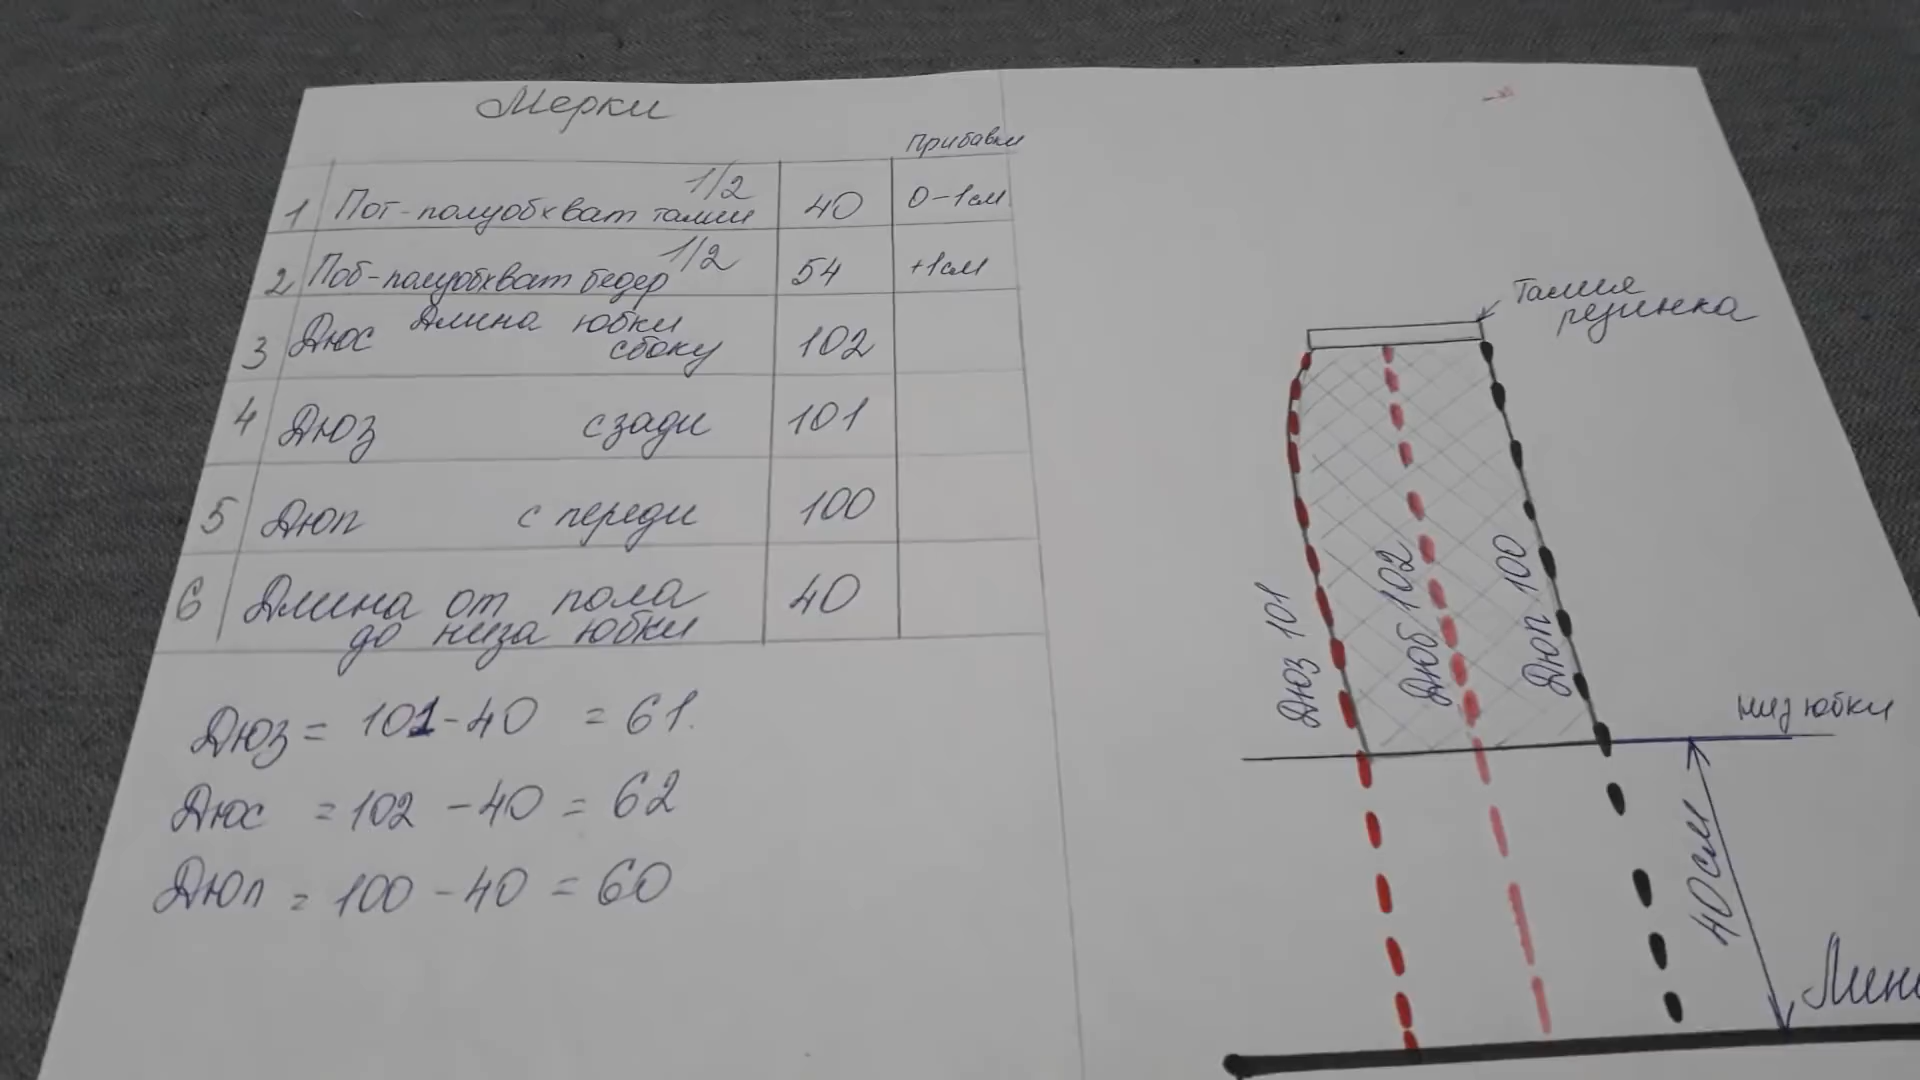 Мерки
Прибавки
1 Пот-полуобхват талии 1/2 40 0-1см
2 Поб-полуобхват бедер 1/2 54 +1см
3 Дюс Длина юбки сбоку 102
4 Дюз сзади 101
5 Дюп с переди 100
6 Длина от пола до низа юбки 40
Дюз = 101-40 = 61.
Дюс = 102 -40 = 62
Дюп = 100 -40 = 60
Талия
резинка
Дюз 101
Дюб 102
Дюп 100
низ юбки
40см